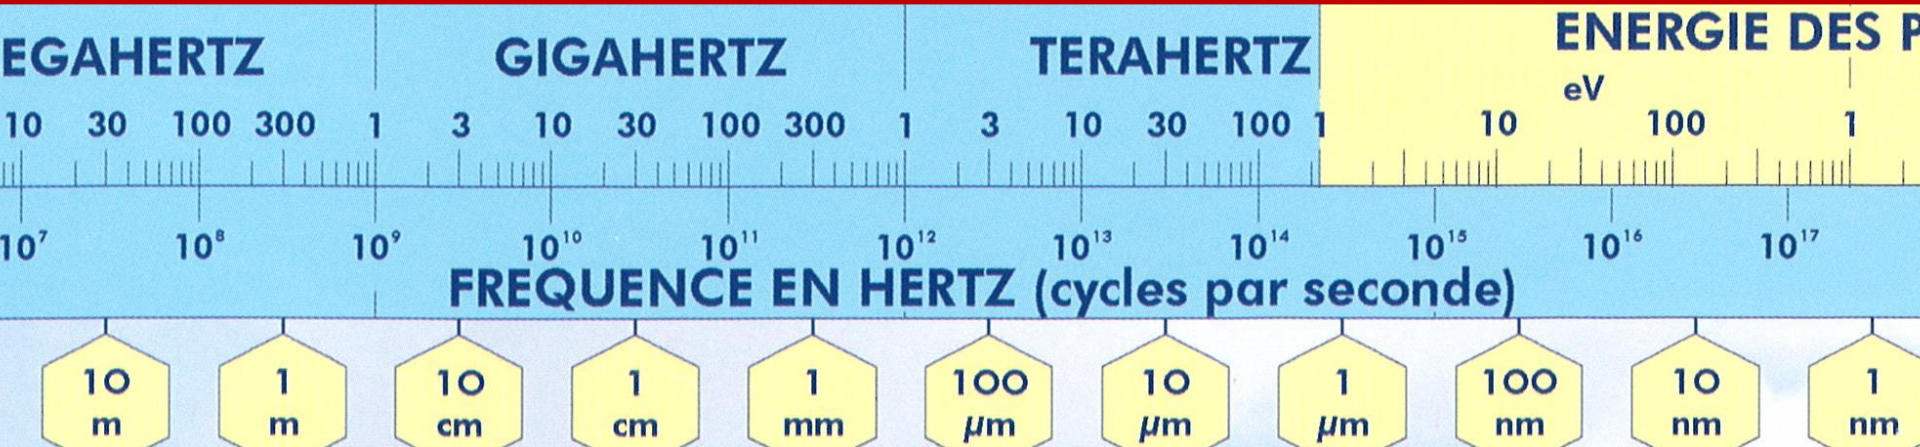 EGAHERTZ GIGAHERTZ TERAHERTZ ENERGIE DES P
eV
10 30 100 300 1 3 10 30 100 300 1 3 10 30 100 1 10 100 1
10⁷ 10⁸ 10⁹ 10¹⁰ 10¹¹ 10¹² 10¹³ 10¹⁴ 10¹⁵ 10¹⁶ 10¹⁷
FREQUENCE EN HERTZ (cycles par seconde)
10 1 10 1 1 100 10 1 100 10 1
m m cm cm mm µm µm µm nm nm nm